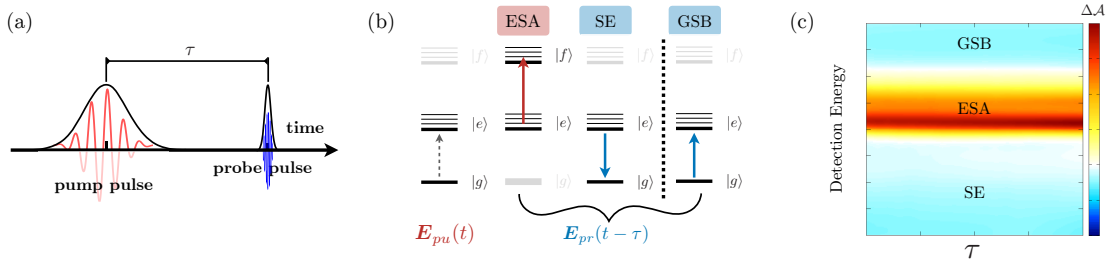 (a)
τ
time
pump pulse
probe pulse
(b)
ESA
SE
GSB
|f⟩
|f⟩
|f⟩
|f⟩
|e⟩
|e⟩
|e⟩
|e⟩
|g⟩
|g⟩
|g⟩
|g⟩
E_pu(t)
E_pr(t − τ)
(c)
Δ𝒜
Detection Energy
GSB
ESA
SE
τ